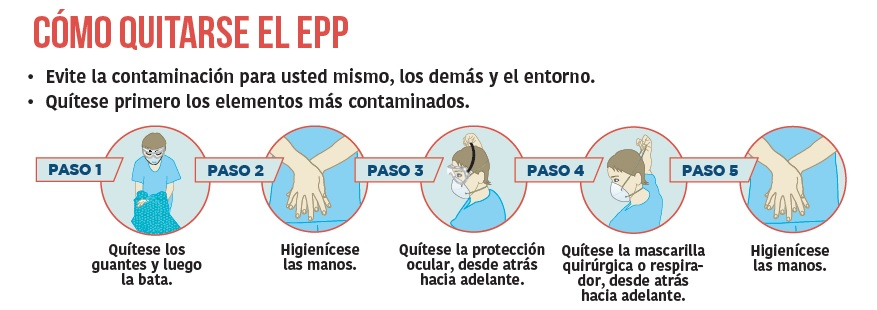 CÓMO QUITARSE EL EPP
• Evite la contaminación para usted mismo, los demás y el entorno.
• Quítese primero los elementos más contaminados.
PASO 1
PASO 2
PASO 3
PASO 4
PASO 5
Quítese los
guantes y luego
la bata.
Higienícese
las manos.
Quítese la protección
ocular, desde atrás
hacia adelante.
Quítese la mascarilla
quirúrgica o respira-
dor, desde atrás
hacia adelante.
Higienícese
las manos.